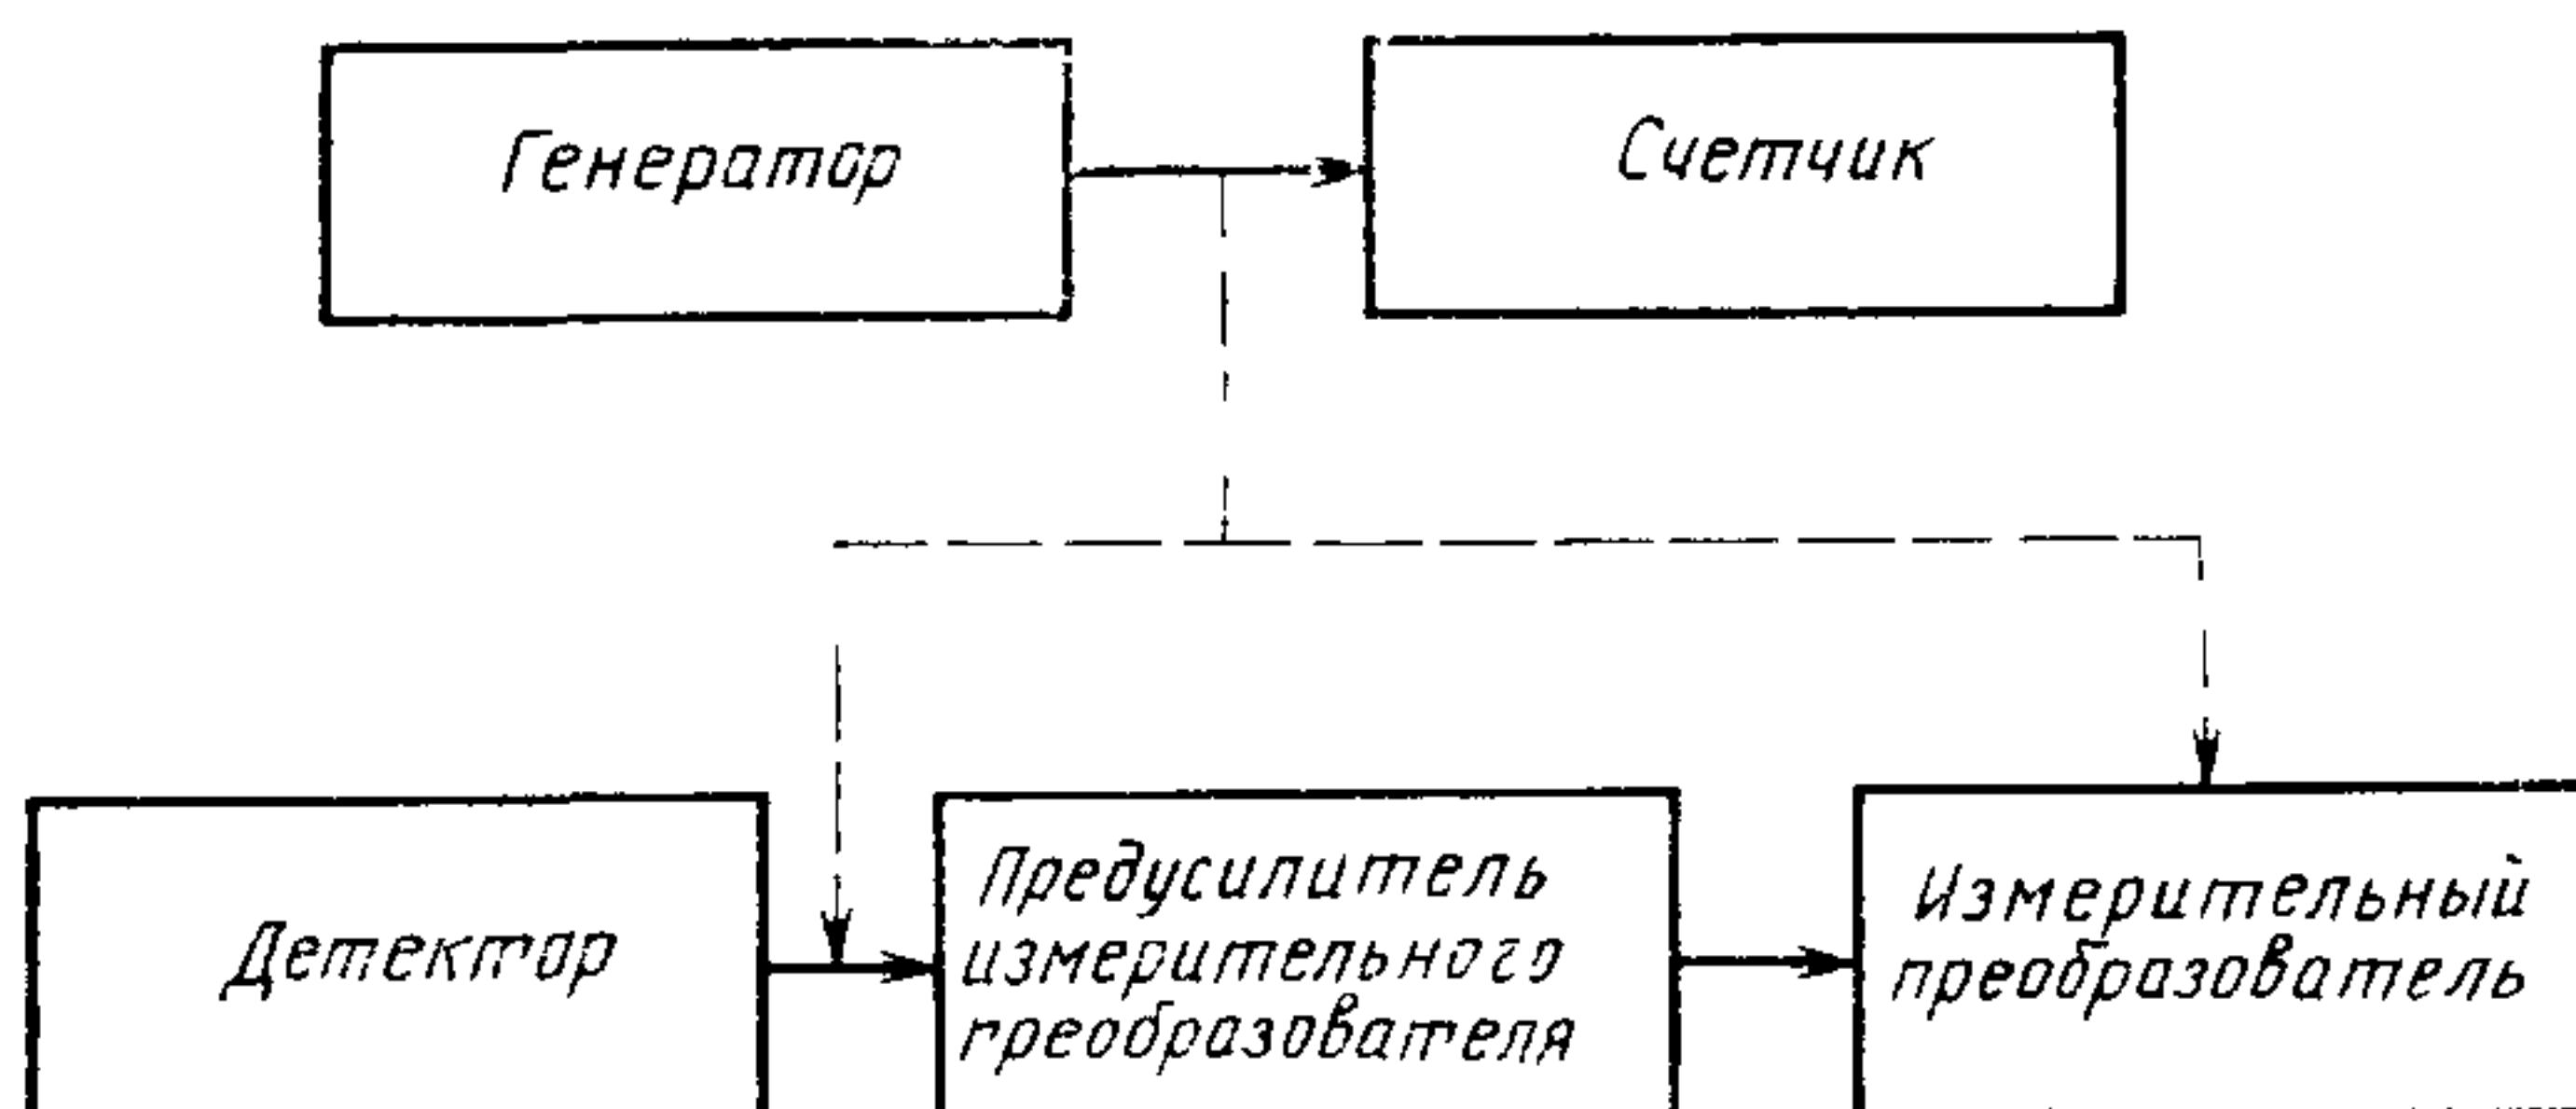 Генератор
Счетчик
Детектор
Предусилитель
измерительного
преобразователя
Измерительный
преобразователь